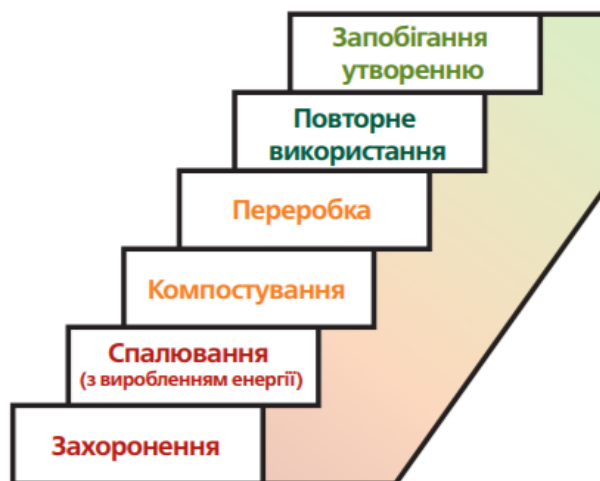 Запобігання
утворенню
Повторне
використання
Переробка
Компостування
Спалювання
(з виробленням енергії)
Захоронення